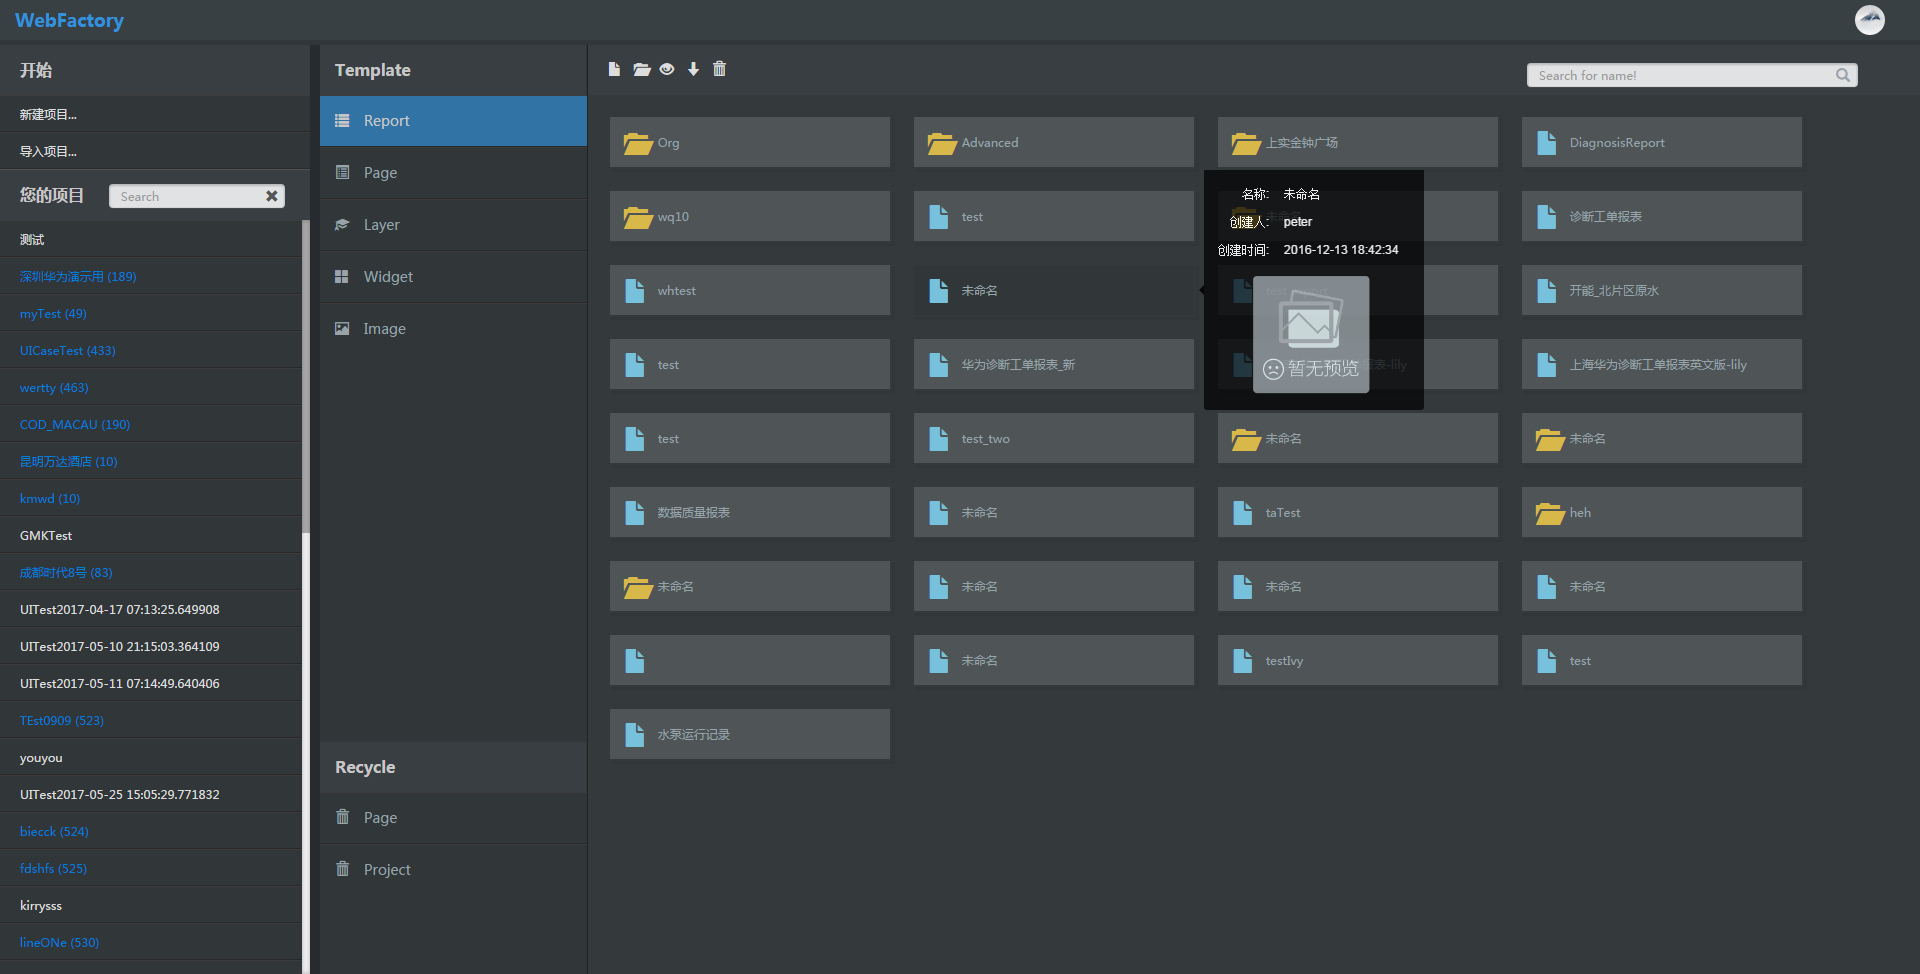 WebFactory
开始
新建项目...
导入项目...
您的项目
Search
测试
深圳华为演示用 (189)
myTest (49)
UICaseTest (433)
wertty (463)
COD_MACAU (190)
昆明万达酒店 (10)
kmwd (10)
GMKTest
成都时代8号 (83)
UITest2017-04-17 07:13:25.649908
UITest2017-05-10 21:15:03.364109
UITest2017-05-11 07:14:49.640406
TEst0909 (523)
youyou
UITest2017-05-25 15:05:29.771832
biecck (524)
fdshfs (525)
kirrysss
lineONe (530)
Template
Report
Page
Layer
Widget
Image
Recycle
Page
Project
Search for name!
Org
Advanced
上实金钟广场
DiagnosisReport
wq10
test
未命名
诊断工单报表
whtest
未命名
开能_北片区原水
test
华为诊断工单报表_新
报表-lily
上海华为诊断工单报表英文版-lily
名称: 未命名
创建人: peter
创建时间: 2016-12-13 18:42:34
暂无预览
test
test_two
未命名
未命名
数据质量报表
未命名
taTest
heh
未命名
未命名
未命名
未命名
未命名
testIvy
test
水泵运行记录